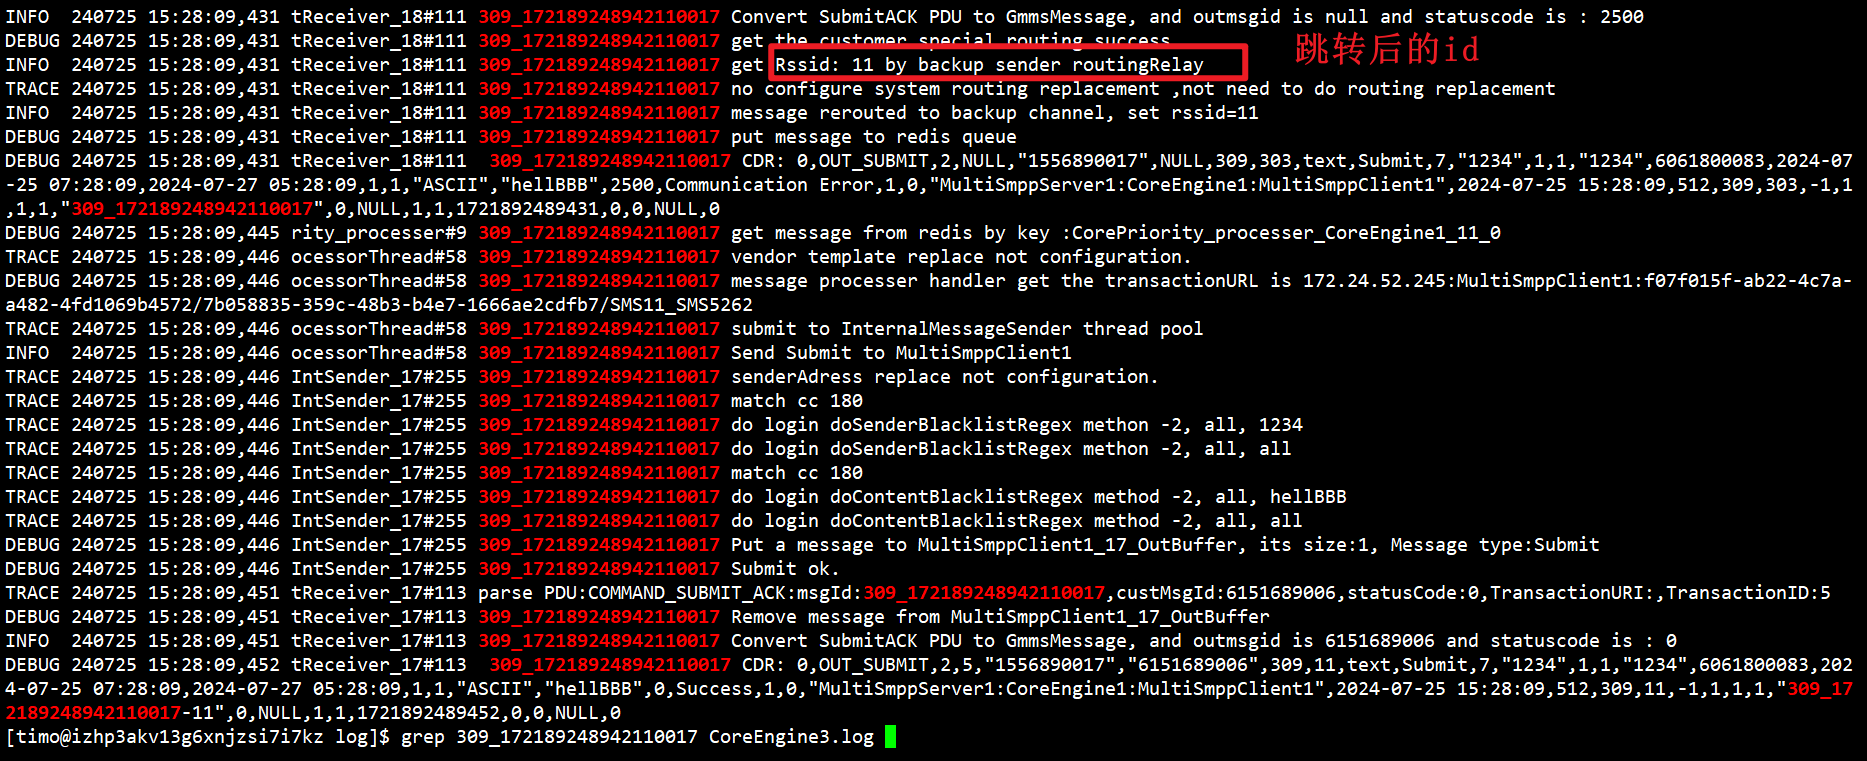 INFO  240725 15:28:09,431 tReceiver_18#111 309_172189248942110017 Convert SubmitACK PDU to GmmsMessage, and outmsgid is null and statuscode is : 2500
DEBUG 240725 15:28:09,431 tReceiver_18#111 309_172189248942110017 get the customer special routing success
跳转后的id
INFO  240725 15:28:09,431 tReceiver_18#111 309_172189248942110017 get Rssid: 11 by backup sender routingRelay
TRACE 240725 15:28:09,431 tReceiver_18#111 309_172189248942110017 no configure system routing replacement ,not need to do routing replacement
INFO  240725 15:28:09,431 tReceiver_18#111 309_172189248942110017 message rerouted to backup channel, set rssid=11
DEBUG 240725 15:28:09,431 tReceiver_18#111 309_172189248942110017 put message to redis queue
DEBUG 240725 15:28:09,431 tReceiver_18#111  309_172189248942110017 CDR: 0,OUT_SUBMIT,2,NULL,"1556890017",NULL,309,303,text,Submit,7,"1234",1,1,"1234",6061800083,2024-07
-25 07:28:09,2024-07-27 05:28:09,1,1,"ASCII","hellBBB",2500,Communication Error,1,0,"MultiSmppServer1:CoreEngine1:MultiSmppClient1",2024-07-25 15:28:09,512,309,303,-1,1
,1,1,"309_172189248942110017",0,NULL,1,1,1721892489431,0,0,NULL,0
DEBUG 240725 15:28:09,445 rity_processer#9 309_172189248942110017 get message from redis by key :CorePriority_processer_CoreEngine1_11_0
TRACE 240725 15:28:09,446 ocessorThread#58 309_172189248942110017 vendor template replace not configuration.
DEBUG 240725 15:28:09,446 ocessorThread#58 309_172189248942110017 message processer handler get the transactionURL is 172.24.52.245:MultiSmppClient1:f07f015f-ab22-4c7a-
a482-4fd1069b4572/7b058835-359c-48b3-b4e7-1666ae2cdfb7/SMS11_SMS5262
TRACE 240725 15:28:09,446 ocessorThread#58 309_172189248942110017 submit to InternalMessageSender thread pool
INFO  240725 15:28:09,446 ocessorThread#58 309_172189248942110017 Send Submit to MultiSmppClient1
TRACE 240725 15:28:09,446 IntSender_17#255 309_172189248942110017 senderAdress replace not configuration.
TRACE 240725 15:28:09,446 IntSender_17#255 309_172189248942110017 match cc 180
TRACE 240725 15:28:09,446 IntSender_17#255 309_172189248942110017 do login doSenderBlacklistRegex methon -2, all, 1234
TRACE 240725 15:28:09,446 IntSender_17#255 309_172189248942110017 do login doSenderBlacklistRegex methon -2, all, all
TRACE 240725 15:28:09,446 IntSender_17#255 309_172189248942110017 match cc 180
TRACE 240725 15:28:09,446 IntSender_17#255 309_172189248942110017 do login doContentBlacklistRegex method -2, all, hellBBB
TRACE 240725 15:28:09,446 IntSender_17#255 309_172189248942110017 do login doContentBlacklistRegex method -2, all, all
DEBUG 240725 15:28:09,446 IntSender_17#255 309_172189248942110017 Put a message to MultiSmppClient1_17_OutBuffer, its size:1, Message type:Submit
DEBUG 240725 15:28:09,446 IntSender_17#255 309_172189248942110017 Submit ok.
TRACE 240725 15:28:09,451 tReceiver_17#113 parse PDU:COMMAND_SUBMIT_ACK:msgId:309_172189248942110017,custMsgId:6151689006,statusCode:0,TransactionURI:,TransactionID:5
DEBUG 240725 15:28:09,451 tReceiver_17#113 309_172189248942110017 Remove message from MultiSmppClient1_17_OutBuffer
INFO  240725 15:28:09,451 tReceiver_17#113 309_172189248942110017 Convert SubmitACK PDU to GmmsMessage, and outmsgid is 6151689006 and statuscode is : 0
DEBUG 240725 15:28:09,452 tReceiver_17#113  309_172189248942110017 CDR: 0,OUT_SUBMIT,2,5,"1556890017","6151689006",309,11,text,Submit,7,"1234",1,1,"1234",6061800083,202
4-07-25 07:28:09,2024-07-27 05:28:09,1,1,"ASCII","hellBBB",0,Success,1,0,"MultiSmppServer1:CoreEngine1:MultiSmppClient1",2024-07-25 15:28:09,512,309,11,-1,1,1,1,"309_17
2189248942110017-11",0,NULL,1,1,1721892489452,0,0,NULL,0
[timo@izhp3akv13g6xnjzsi7i7kz log]$ grep 309_172189248942110017 CoreEngine3.log